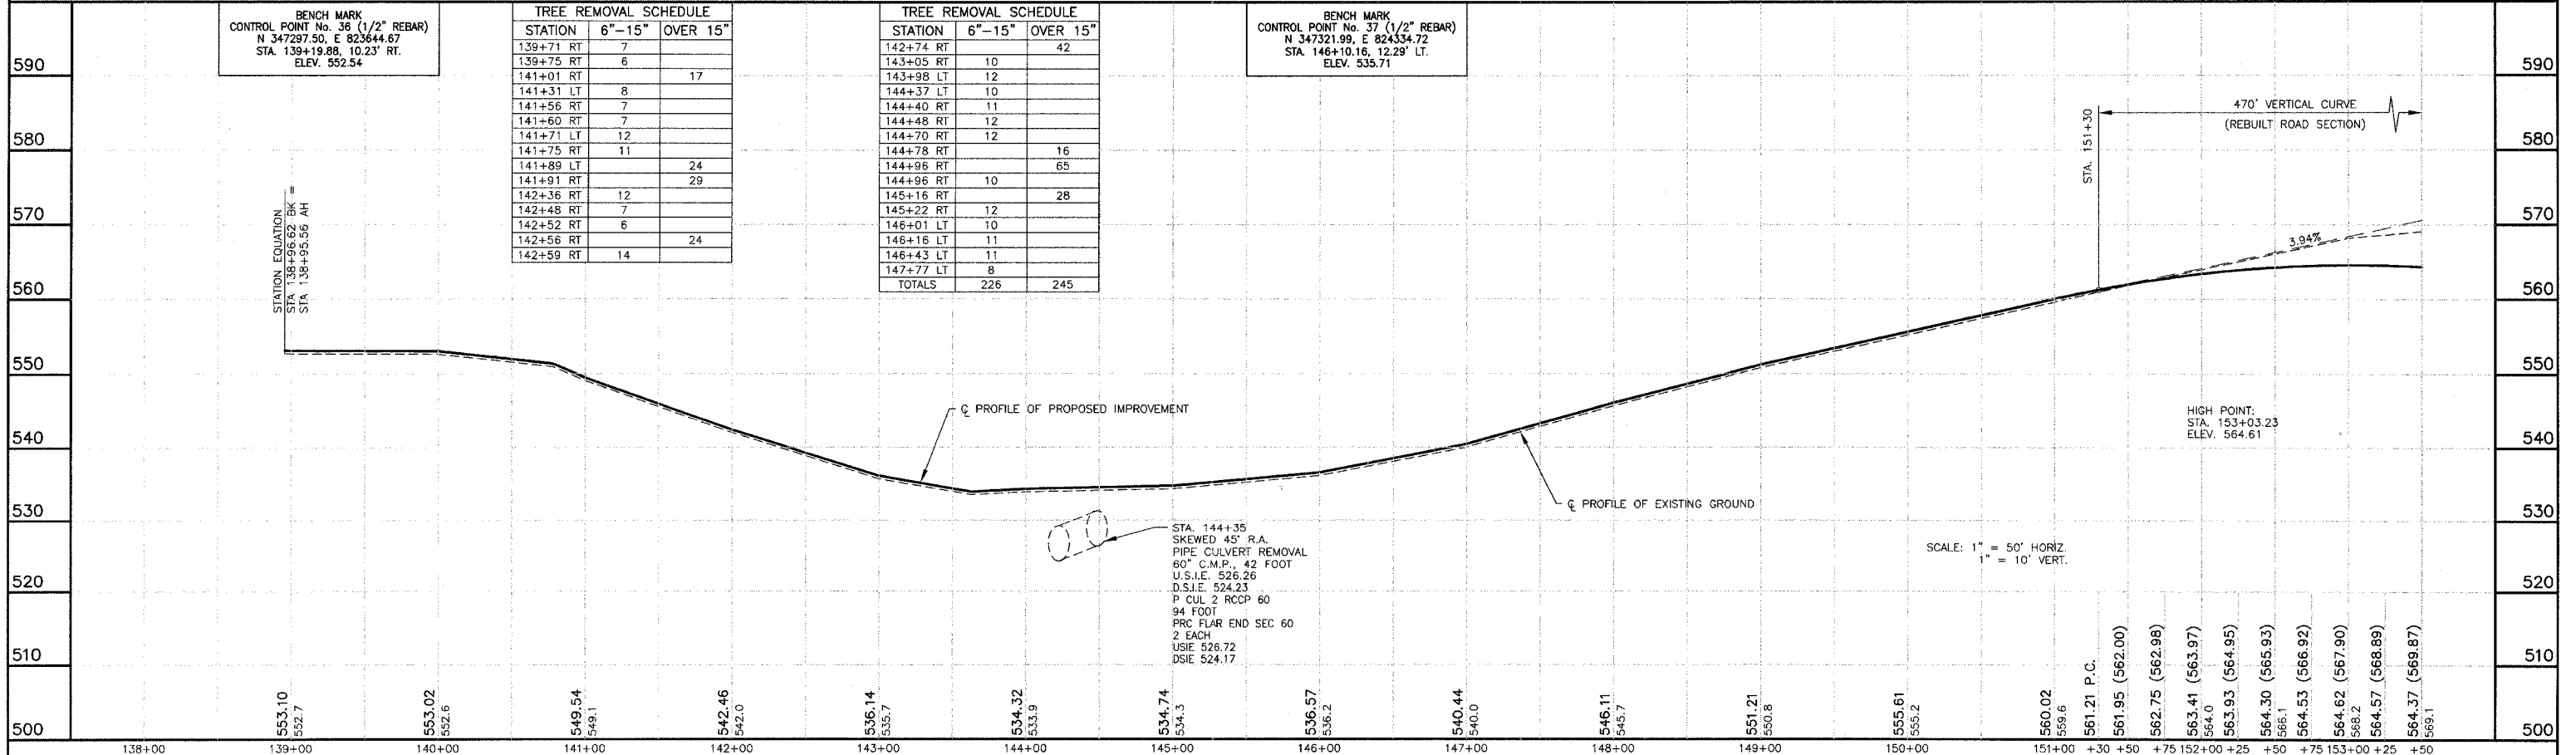 BENCH MARK
CONTROL POINT No. 36 (1/2" REBAR)
N 347297.50, E 823644.67
STA. 139+19.88, 10.23' RT.
ELEV. 552.54
TREE REMOVAL SCHEDULE
STATION 6"-15" OVER 15"
139+71 RT 7
139+75 RT 6
141+01 RT 17
141+31 LT 8
141+56 RT 7
141+60 RT 7
141+71 LT 12
141+75 RT 11
141+89 LT 24
141+91 RT 29
142+36 RT 12
142+48 RT 7
142+52 RT 6
142+56 RT 24
142+59 RT 14
TREE REMOVAL SCHEDULE
STATION 6"-15" OVER 15"
142+74 RT 42
143+05 RT 10
143+98 LT 12
144+37 LT 10
144+40 RT 11
144+48 RT 12
144+70 RT 12
144+78 RT 16
144+96 RT 65
144+96 RT 10
145+16 RT 28
145+22 RT 12
146+01 LT 10
146+16 LT 11
146+43 LT 11
147+77 LT 8
TOTALS 226 245
BENCH MARK
CONTROL POINT No. 37 (1/2" REBAR)
N 347321.99, E 824334.72
STA. 146+10.16, 12.29' LT.
ELEV. 535.71
590
580
570
560
550
540
530
520
510
500
590
580
570
560
550
540
530
520
510
500
STATION EQUATION
STA 138+96.62 BK =
STA 138+95.56 AH
STA. 151+30
470' VERTICAL CURVE
(REBUILT ROAD SECTION)
3.94%
℄ PROFILE OF PROPOSED IMPROVEMENT
℄ PROFILE OF EXISTING GROUND
HIGH POINT:
STA. 153+03.23
ELEV. 564.61
STA. 144+35
SKEWED 45° R.A.
PIPE CULVERT REMOVAL
60" C.M.P., 42 FOOT
U.S.I.E. 526.26
D.S.I.E. 524.23
P CUL 2 RCCP 60
94 FOOT
PRC FLAR END SEC 60
2 EACH
USIE 526.72
DSIE 524.17
SCALE: 1" = 50' HORIZ.
1" = 10' VERT.
553.10
552.7
553.02
552.6
549.54
549.1
542.46
542.0
536.14
535.7
534.32
533.9
534.74
534.3
536.57
536.2
540.44
540.0
546.11
545.7
551.21
550.8
555.61
555.2
560.02
559.6
561.21 P.C.
561.95 (562.00)
562.75 (562.98)
563.41 (563.97)
564.0
563.93 (564.95)
564.30 (565.93)
566.1
564.53 (566.92)
564.62 (567.90)
568.2
564.57 (568.89)
564.37 (569.87)
569.1
138+00 139+00 140+00 141+00 142+00 143+00 144+00 145+00 146+00 147+00 148+00 149+00 150+00 151+00 +30 +50 +75 152+00 +25 +50 +75 153+00 +25 +50